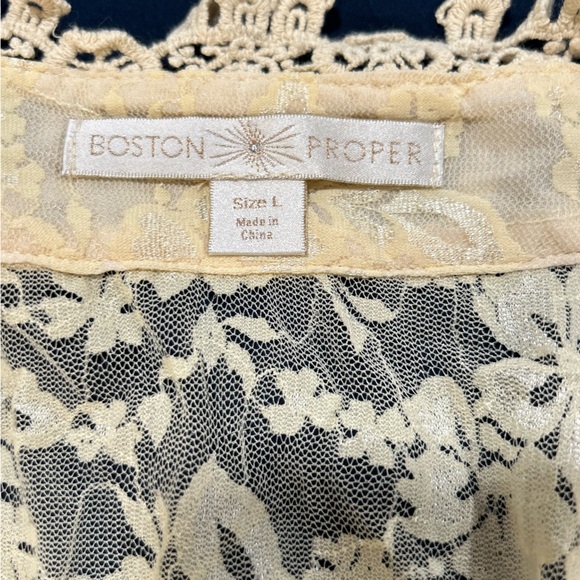 BOSTON PROPER
Size L
Made in
China